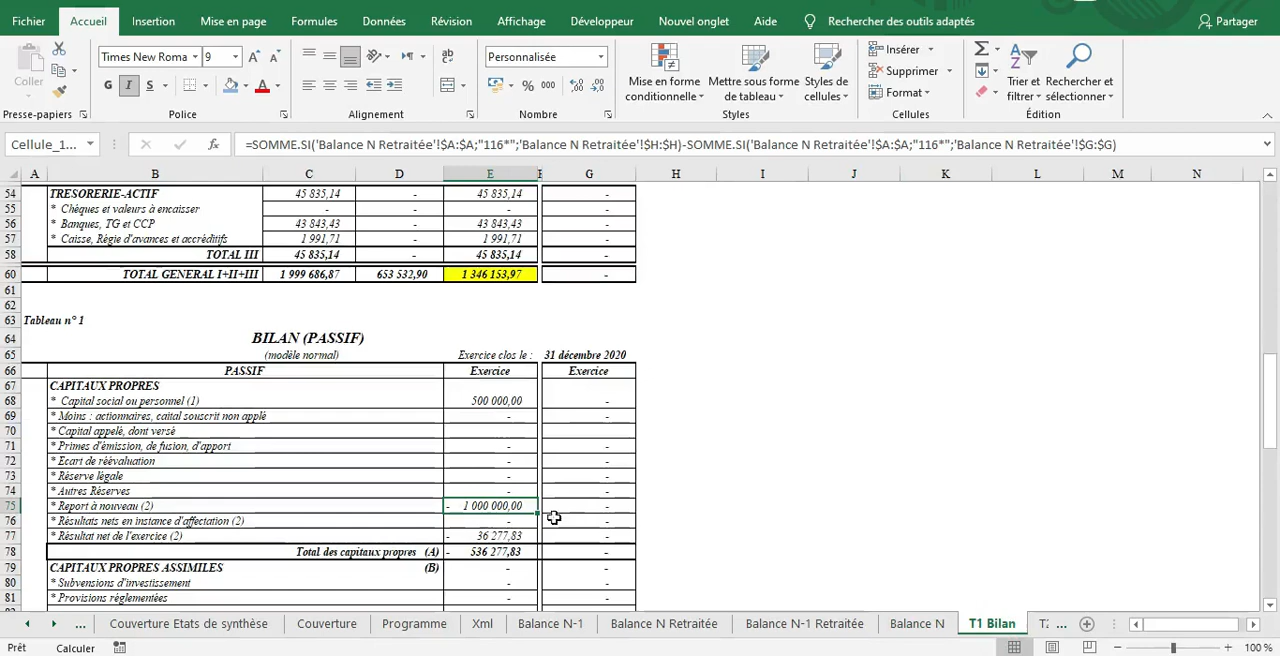 Fichier Accueil Insertion Mise en page Formules Données Révision Affichage Développeur Nouvel onglet Aide Rechercher des outils adaptés Partager
Times New Roma 9 A A ab Personnalisée Insérer
Coller G I S A % 000 Mise en forme conditionnelle Mettre sous forme de tableau Styles de cellules Supprimer Format Trier et filtrer Rechercher et sélectionner
Presse-papiers Police Alignement Nombre Styles Cellules Édition
Cellule_1... fx =SOMME.SI('Balance N Retraitée'!$A:$A;"116*";'Balance N Retraitée'!$H:$H)-SOMME.SI('Balance N Retraitée'!$A:$A;"116*";'Balance N Retraitée'!$G:$G)
A B C D E F G H I J K L M N
54 TRESORERIE-ACTIF 45 835,14 - 45 835,14 -
55 * Chèques et valeurs à encaisser - - - -
56 * Banques, TG et CCP 43 843,43 - 43 843,43 -
57 * Caisse, Régie d'avances et accréditifs 1 991,71 - 1 991,71 -
58 TOTAL III 45 835,14 - 45 835,14 -
60 TOTAL GENERAL I+II+III 1 999 686,87 653 532,90 1 346 153,97 -
61
62
63 Tableau n° 1
64 BILAN (PASSIF)
65 (modèle normal) Exercice clos le : 31 décembre 2020
66 PASSIF Exercice Exercice
67 CAPITAUX PROPRES
68 * Capital social ou personnel (1) 500 000,00 -
69 * Moins : actionnaires, caital souscrit non applé -
70 * Capital appelé, dont versé
71 * Primes d'émission, de fusion, d'apport - -
72 * Ecart de réévaluation - -
73 * Réserve légale - -
74 * Autres Réserves - -
75 * Report à nouveau (2) - 1 000 000,00 -
76 * Résultats nets en instance d'affectation (2) - -
77 * Résultat net de l'exercice (2) - 36 277,83 -
78 Total des capitaux propres (A) - 536 277,83 -
79 CAPITAUX PROPRES ASSIMILES (B) - -
80 * Subventions d'investissement - -
81 * Provisions réglementées - -
... Couverture Etats de synthèse Couverture Programme Xml Balance N-1 Balance N Retraitée Balance N-1 Retraitée Balance N T1 Bilan ...
Prêt Calculer 100 %